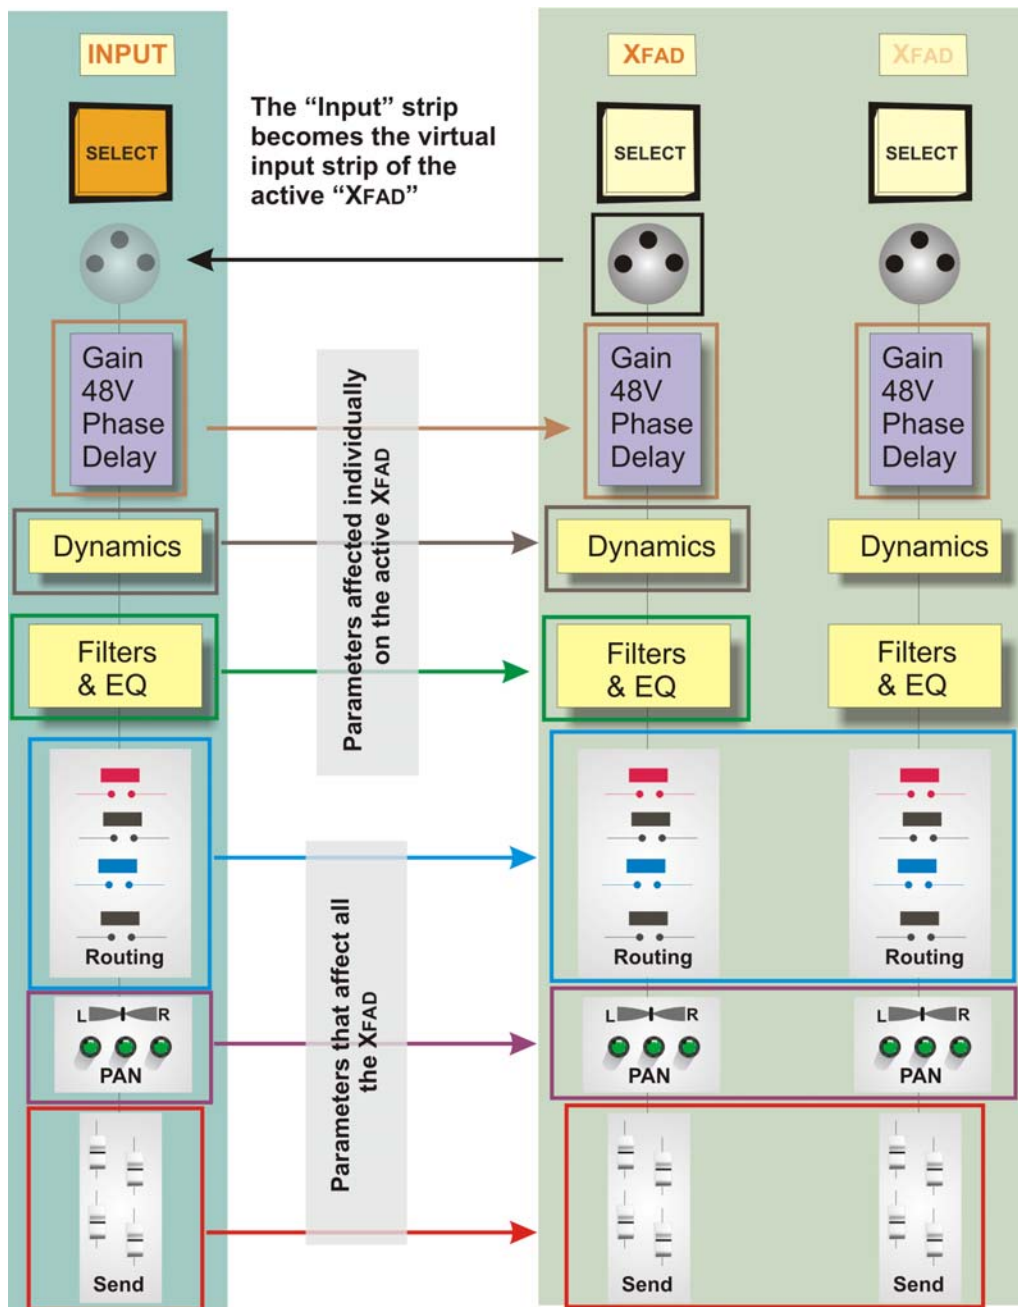 INPUT
XFAD
XFAD
SELECT
The “Input” strip
becomes the virtual
input strip of the
active “XFAD”
SELECT
SELECT
Gain
48V
Phase
Delay
Parameters affected individually
on the active XFAD
Gain
48V
Phase
Delay
Gain
48V
Phase
Delay
Dynamics
Dynamics
Dynamics
Filters
& EQ
Filters
& EQ
Filters
& EQ
Routing
Routing
Routing
Parameters that affect all
the XFAD
L R
PAN
L R
PAN
L R
PAN
Send
Send
Send